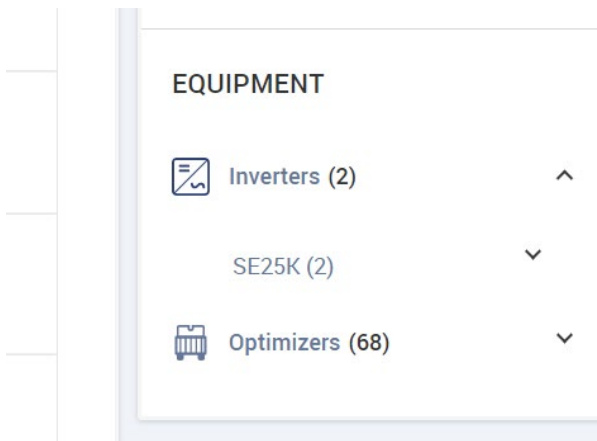 EQUIPMENT
Inverters (2)
SE25K (2)
Optimizers (68)